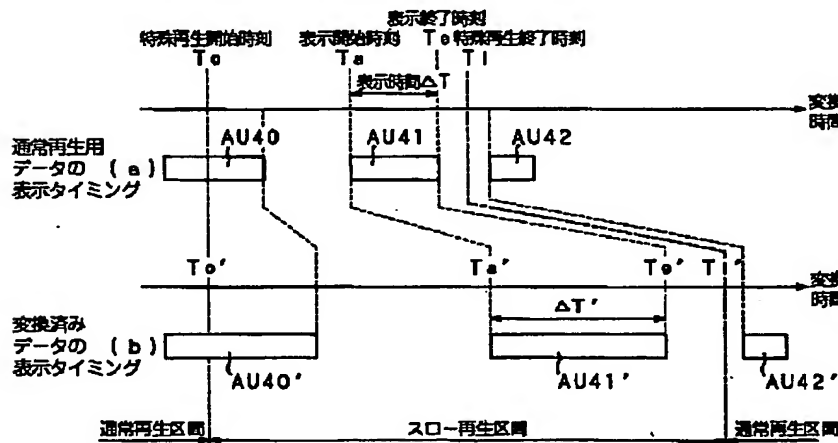 表示終了時刻
特殊再生開始時刻 表示開始時刻 Te 特殊再生終了時刻
To Ta Tl
表示時間ΔT
変換
時間
AU40 AU41 AU42
通常再生用
データの (a)
表示タイミング
To' Ta' Te' Tl'
変換
時間
ΔT'
変換済み
データの (b)
表示タイミング
AU40' AU41' AU42'
通常再生区間 スロー再生区間 通常再生区間